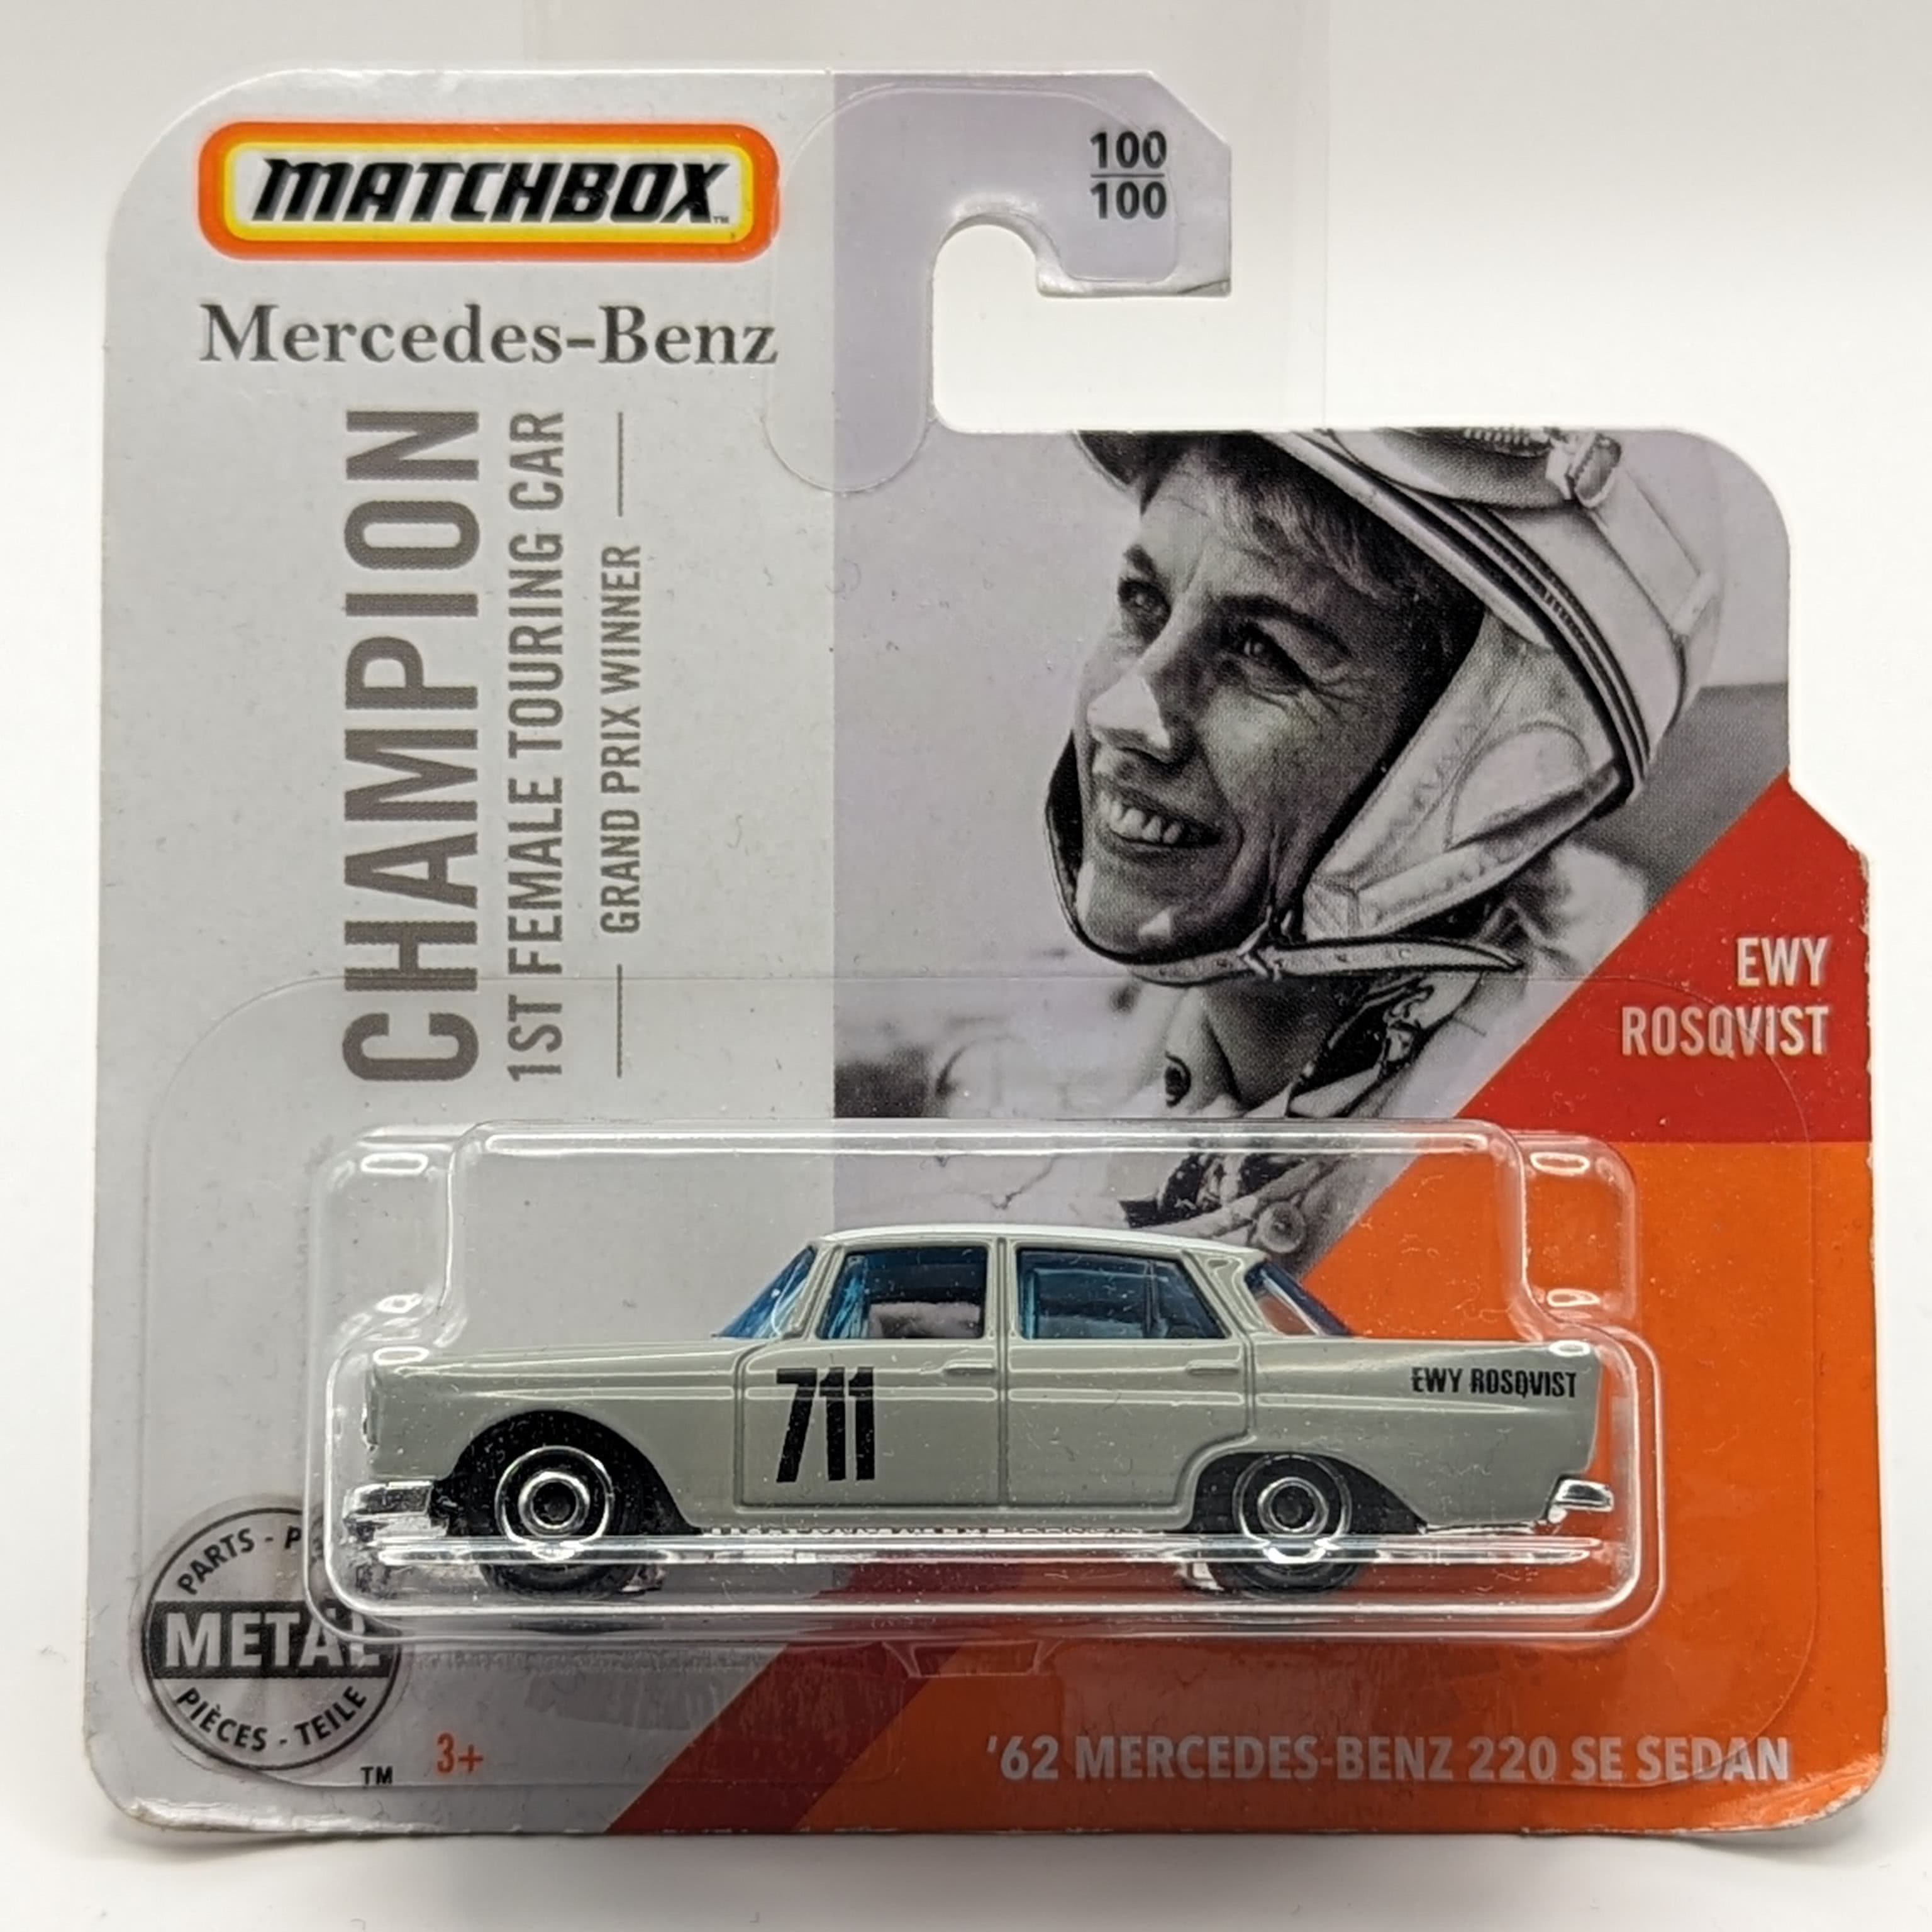 MATCHBOX™
100
100
Mercedes-Benz
CHAMPION
1ST FEMALE TOURING CAR
GRAND PRIX WINNER
EWY
ROSQVIST
711
EWY ROSQVIST
PARTS -
METAL
PIÈCES - TEILE
™
3+
'62 MERCEDES-BENZ 220 SE SEDAN